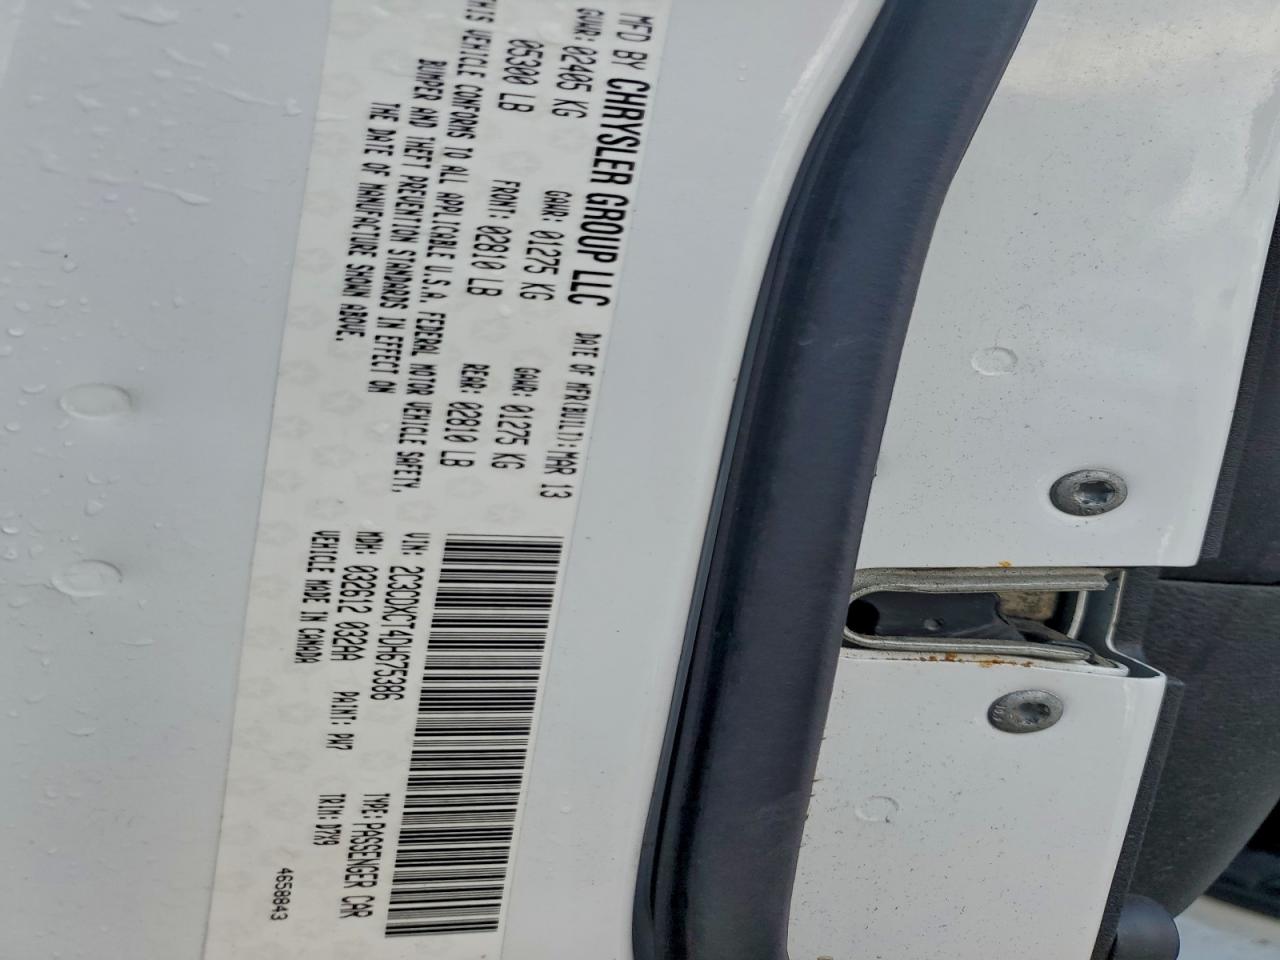 MFD BY CHRYSLER GROUP LLC DATE OF MFR(BUILT): MAR 13
GVWR: 02405 KG GAWR: 01275 KG GAWR: 01275 KG
05300 LB FRONT: 02810 LB REAR: 02810 LB
THIS VEHICLE CONFORMS TO ALL APPLICABLE U.S.A. FEDERAL MOTOR VEHICLE SAFETY,
BUMPER AND THEFT PREVENTION STANDARDS IN EFFECT ON
THE DATE OF MANUFACTURE SHOWN ABOVE.
VIN: 2C3CDXCT4DH675386 TYPE: PASSENGER CAR
MDH: 032612 032AA PAINT: PW7 TRIM: D7X9
VEHICLE MADE IN CANADA
4658843